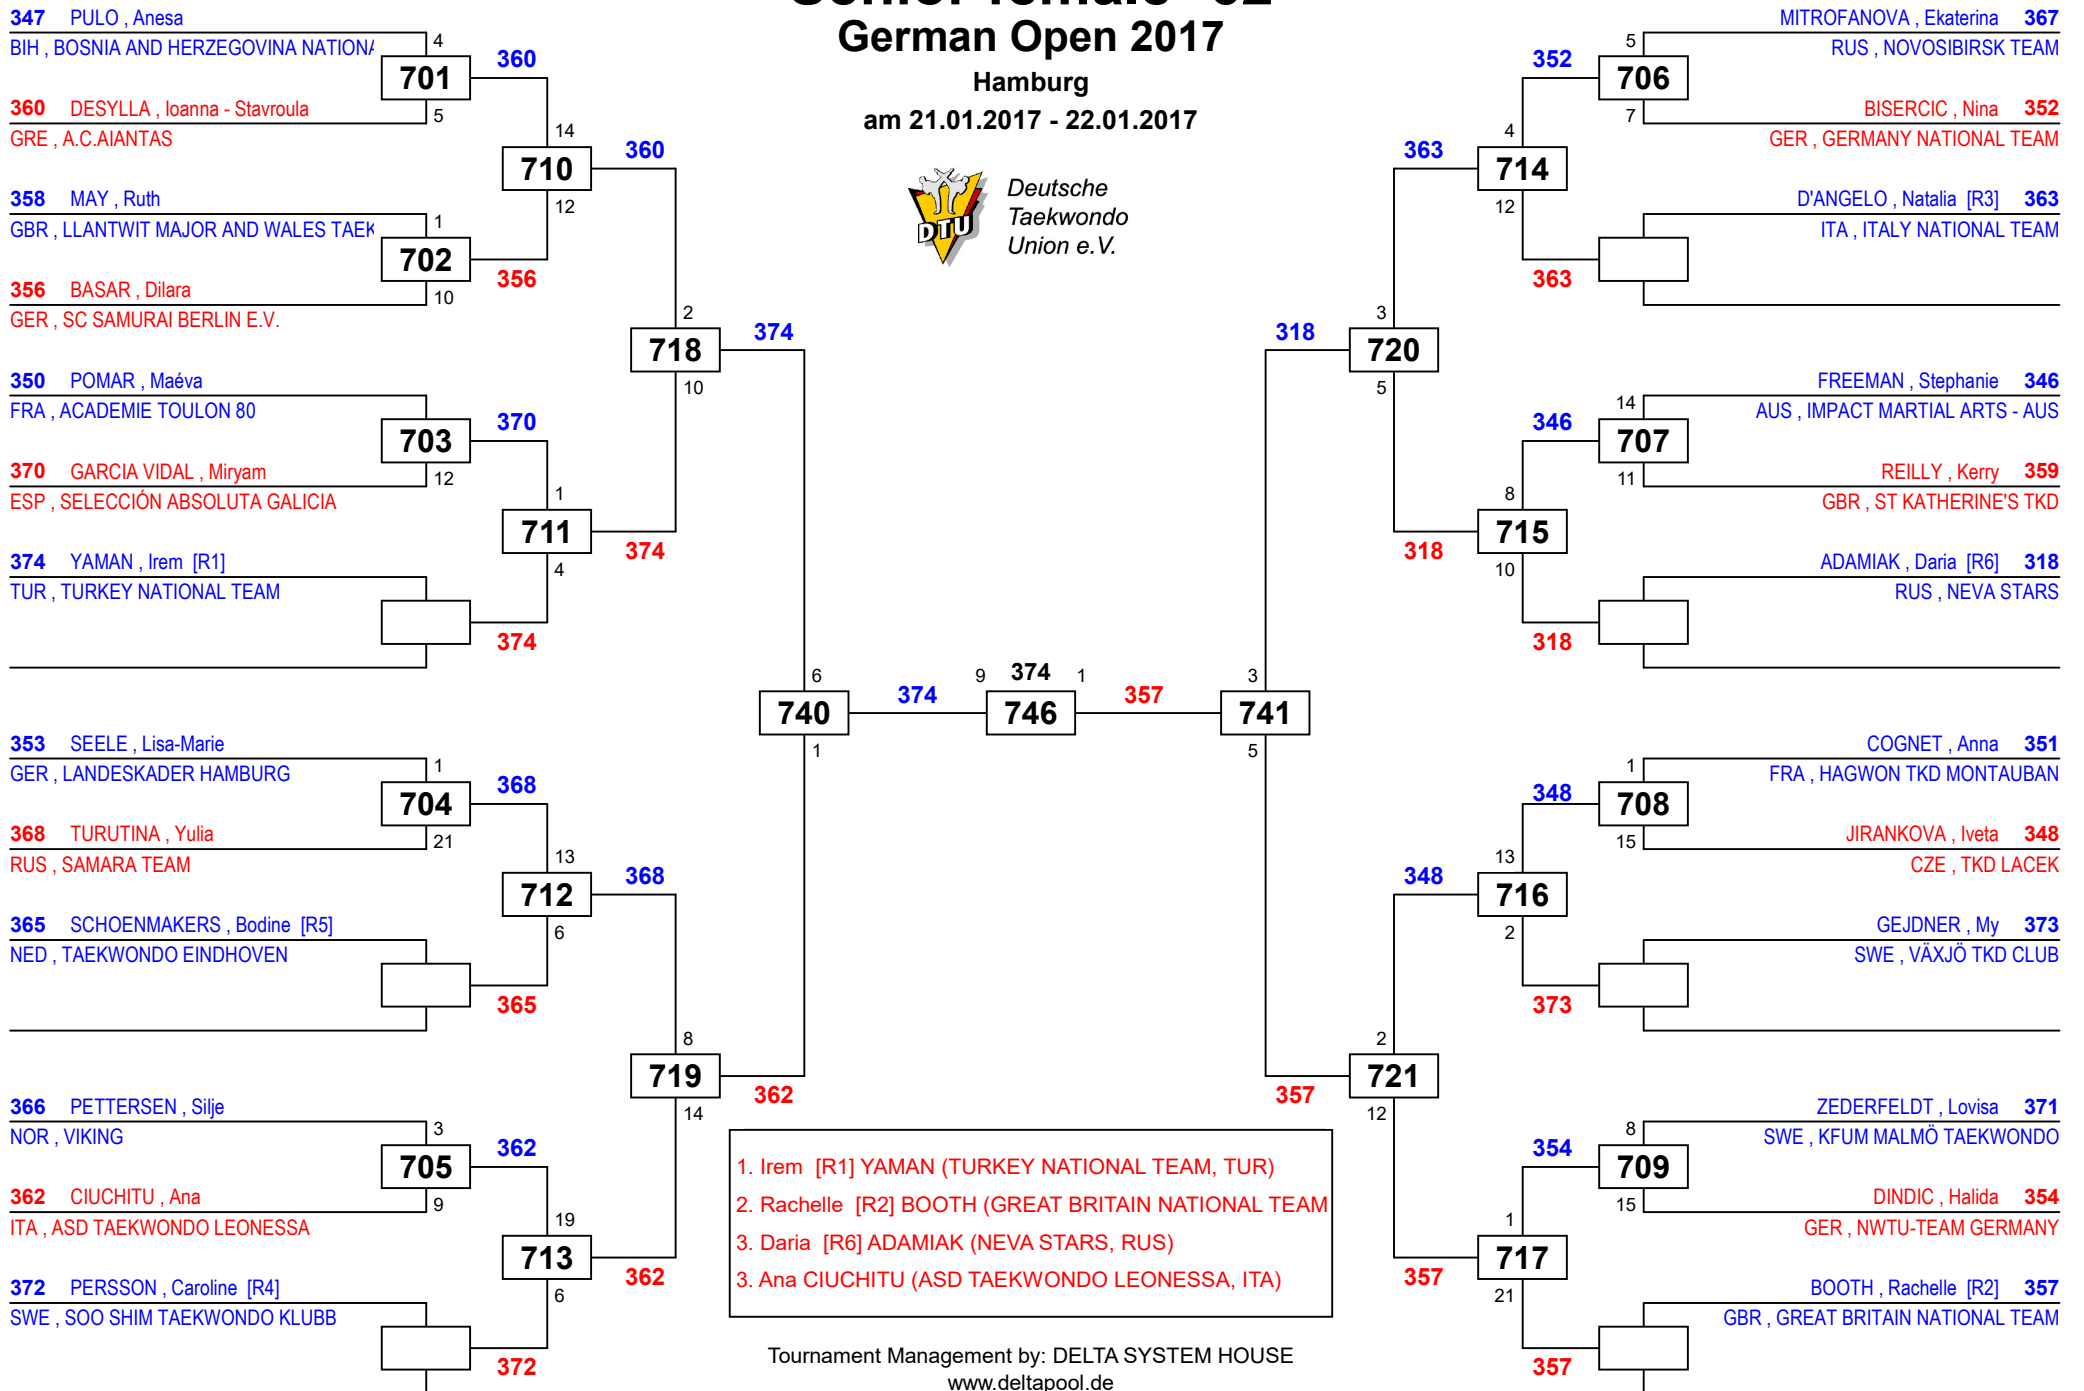 German Open 2017
Hamburg
am 21.01.2017 - 22.01.2017
DTU
Deutsche
Taekwondo
Union e.V.
347 PULO , Anesa
BIH , BOSNIA AND HERZEGOVINA
4
701
360
360 DESYLLA , Ioanna - Stavroula
5
GRE , A.C.AIANTAS
14
710
360
12
358 MAY , Ruth
1
GBR , LLANTWIT MAJOR AND WALES
702
356
356 BASAR , Dilara
10
GER , SC SAMURAI BERLIN E.V.
2
718
374
10
350 POMAR , Maéva
FRA , ACADEMIE TOULON 80
703
370
370 GARCIA VIDAL , Miryam
12
ESP , SELECCIÓN ABSOLUTA GALICIA
1
711
374
4
374 YAMAN , Irem [R1]
TUR , TURKEY NATIONAL TEAM
374
6
740
374
1
353 SEELE , Lisa-Marie
1
GER , LANDESKADER HAMBURG
704
368
368 TURUTINA , Yulia
21
RUS , SAMARA TEAM
13
712
368
6
365 SCHOENMAKERS , Bodine [R5]
NED , TAEKWONDO EINDHOVEN
365
8
719
362
14
366 PETTERSEN , Silje
3
NOR , VIKING
705
362
362 CIUCHITU , Ana
9
ITA , ASD TAEKWONDO LEONESSA
19
713
362
6
372 PERSSON , Caroline [R4]
SWE , SOO SHIM TAEKWONDO KLUBB
372
9 374 1
746
357
MITROFANOVA , Ekaterina 367
5
RUS , NOVOSIBIRSK TEAM
352
706
BISERCIC , Nina 352
7
GER , GERMANY NATIONAL TEAM
4
363
714
12
D'ANGELO , Natalia [R3] 363
ITA , ITALY NATIONAL TEAM
363
3
318
720
5
FREEMAN , Stephanie 346
14
AUS , IMPACT MARTIAL ARTS - AUS
346
707
REILLY , Kerry 359
11
GBR , ST KATHERINE'S TKD
8
715
318
10
ADAMIAK , Daria [R6] 318
RUS , NEVA STARS
318
3
741
5
COGNET , Anna 351
1
FRA , HAGWON TKD MONTAUBAN
348
708
JIRANKOVA , Iveta 348
15
CZE , TKD LACEK
13
348
716
2
GEJDNER , My 373
SWE , VÄXJÖ TKD CLUB
373
2
721
357
12
ZEDERFELDT , Lovisa 371
8
SWE , KFUM MALMÖ TAEKWONDO
354
709
DINDIC , Halida 354
15
GER , NWTU-TEAM GERMANY
1
717
357
21
BOOTH , Rachelle [R2] 357
GBR , GREAT BRITAIN NATIONAL TEAM
357
1. Irem [R1] YAMAN (TURKEY NATIONAL TEAM, TUR)
2. Rachelle [R2] BOOTH (GREAT BRITAIN NATIONAL TEAM
3. Daria [R6] ADAMIAK (NEVA STARS, RUS)
3. Ana CIUCHITU (ASD TAEKWONDO LEONESSA, ITA)
Tournament Management by: DELTA SYSTEM HOUSE
www.deltapool.de